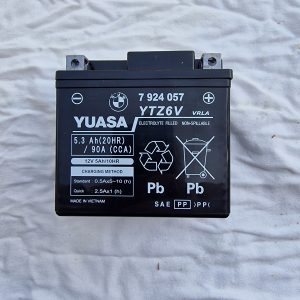 7 924 057
YUASA
YTZ6V VRLA
ELECTROLYTE FILLED NON-SPILLABLE
5.3 Ah(20HR)
/ 90A (CCA)
12V 5Ah/10HR
CHARGING METHOD
Standard : 0.5Ax5~10 (h)
Quick : 2.5Ax1 (h)
MADE IN VIETNAM
Pb Pb
SAE PP >PP<